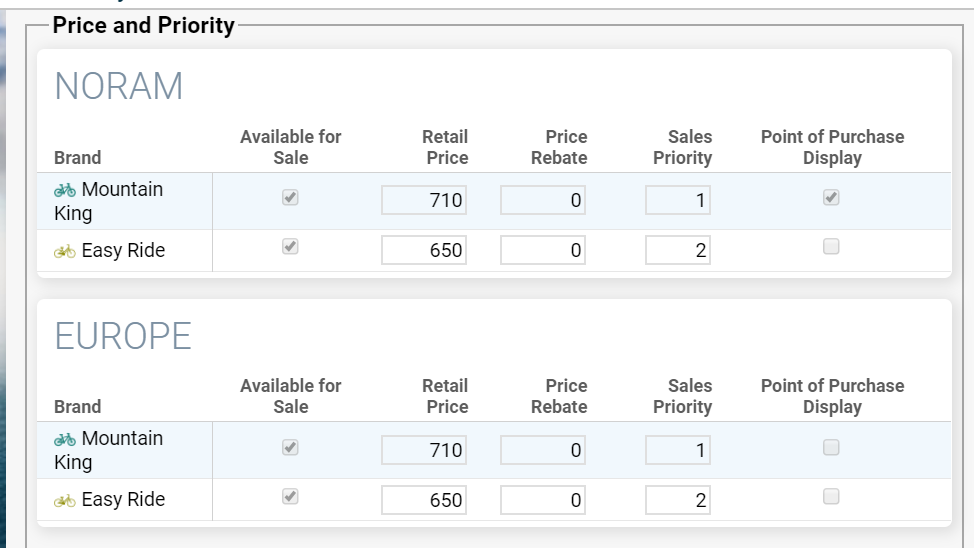 Price and Priority
NORAM
Brand Available for Sale Retail Price Price Rebate Sales Priority Point of Purchase Display
Mountain King 710 0 1
Easy Ride 650 0 2
EUROPE
Brand Available for Sale Retail Price Price Rebate Sales Priority Point of Purchase Display
Mountain King 710 0 1
Easy Ride 650 0 2